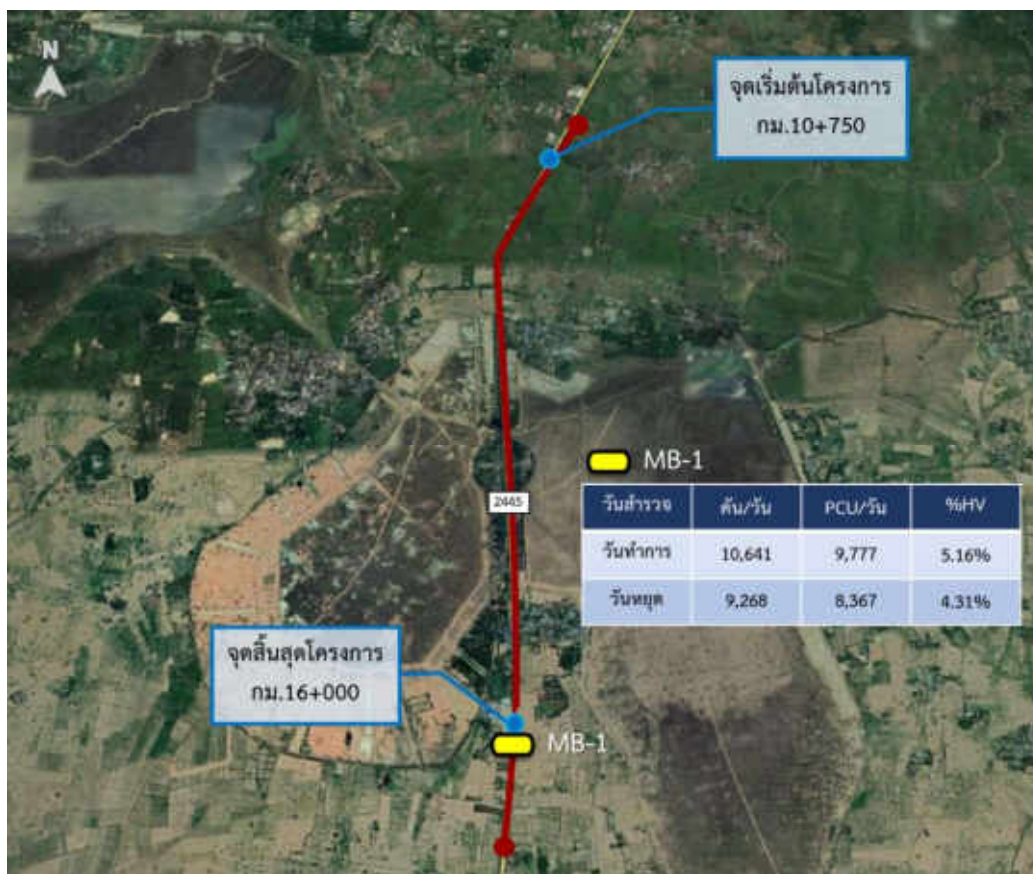 N
จุดเริ่มต้นโครงการ
กม.10+750
MB-1
2445
วันสำรวจ คัน/วัน PCU/วัน %HV
วันทำการ 10,641 9,777 5.16%
วันหยุด 9,268 8,367 4.31%
จุดสิ้นสุดโครงการ
กม.16+000
MB-1